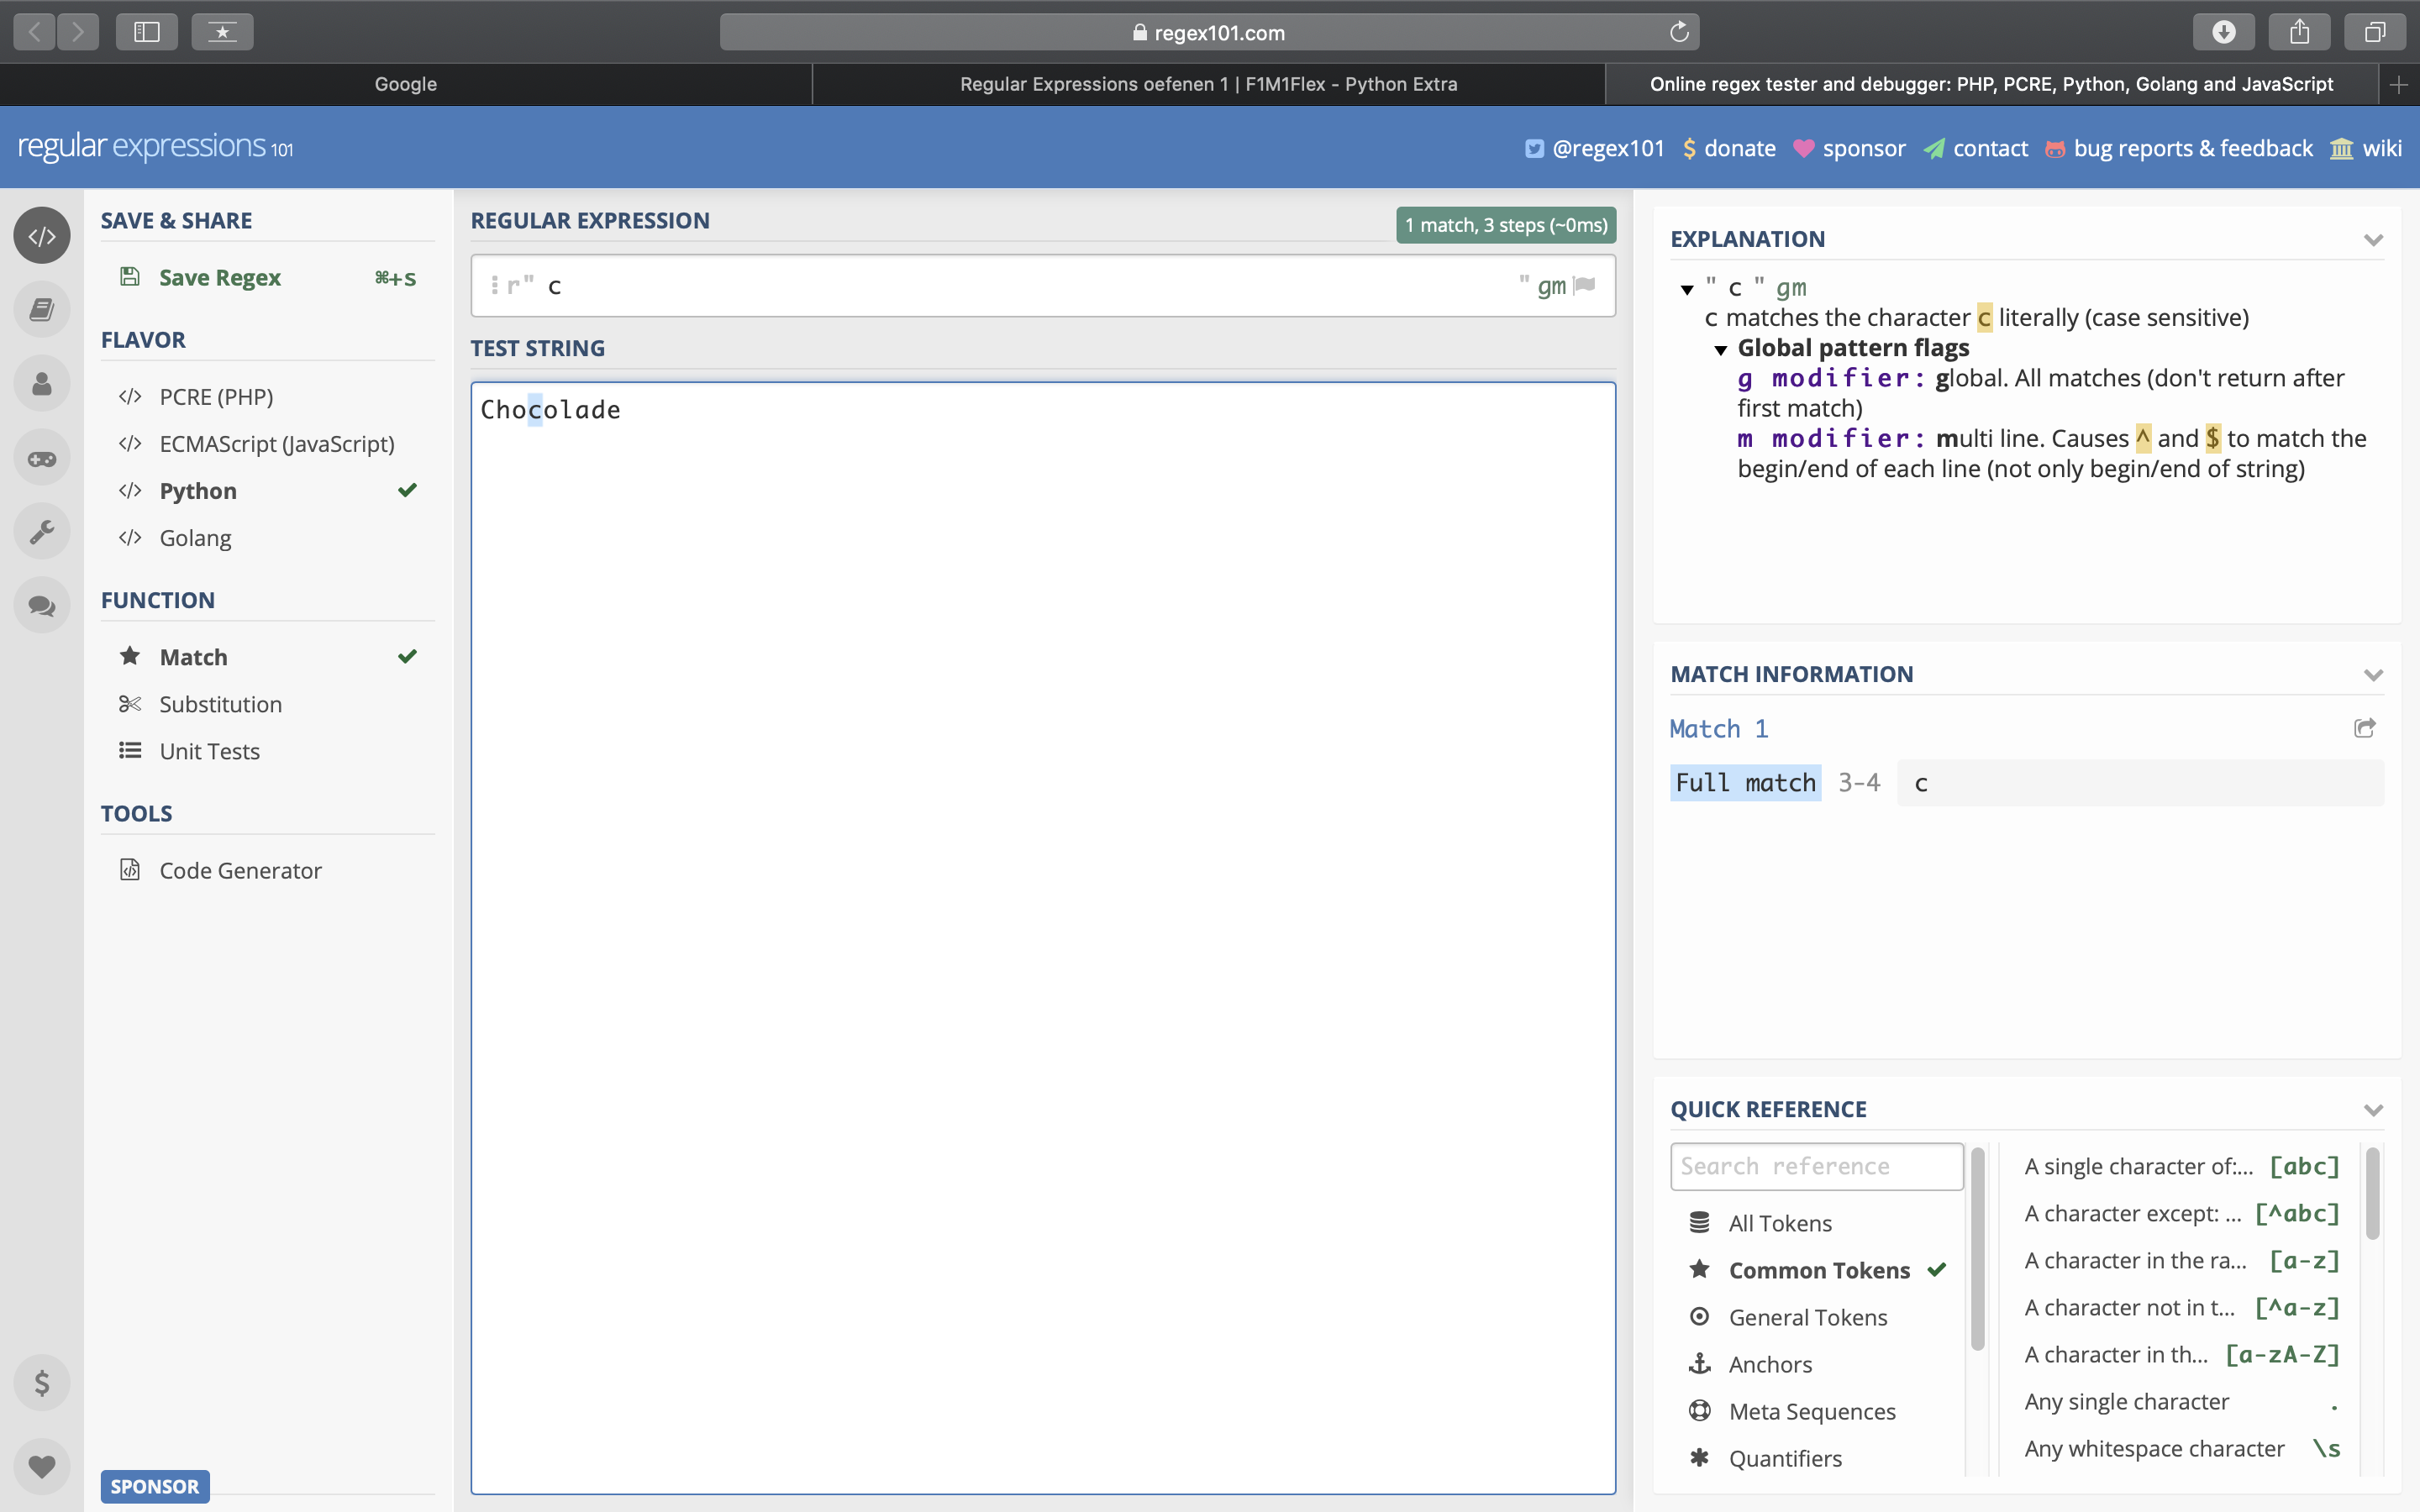 regex101.com
Google
Regular Expressions oefenen 1 | F1M1Flex - Python Extra
Online regex tester and debugger: PHP, PCRE, Python, Golang and JavaScript
regular expressions 101
@regex101
donate
sponsor
contact
bug reports & feedback
wiki
SAVE & SHARE
Save Regex ⌘+S
FLAVOR
</> PCRE (PHP)
</> ECMAScript (JavaScript)
</> Python
</> Golang
FUNCTION
Match
Substitution
Unit Tests
TOOLS
Code Generator
SPONSOR
REGULAR EXPRESSION
1 match, 3 steps (~0ms)
r" c " gm
TEST STRING
Chocolade
EXPLANATION
" c " gm
c matches the character c literally (case sensitive)
Global pattern flags
g modifier: global. All matches (don't return after
first match)
m modifier: multi line. Causes ^ and $ to match the
begin/end of each line (not only begin/end of string)
MATCH INFORMATION
Match 1
Full match 3-4 c
QUICK REFERENCE
Search reference
All Tokens
Common Tokens
General Tokens
Anchors
Meta Sequences
Quantifiers
A single character of:... [abc]
A character except: ... [^abc]
A character in the ra... [a-z]
A character not in t... [^a-z]
A character in th... [a-zA-Z]
Any single character .
Any whitespace character \s